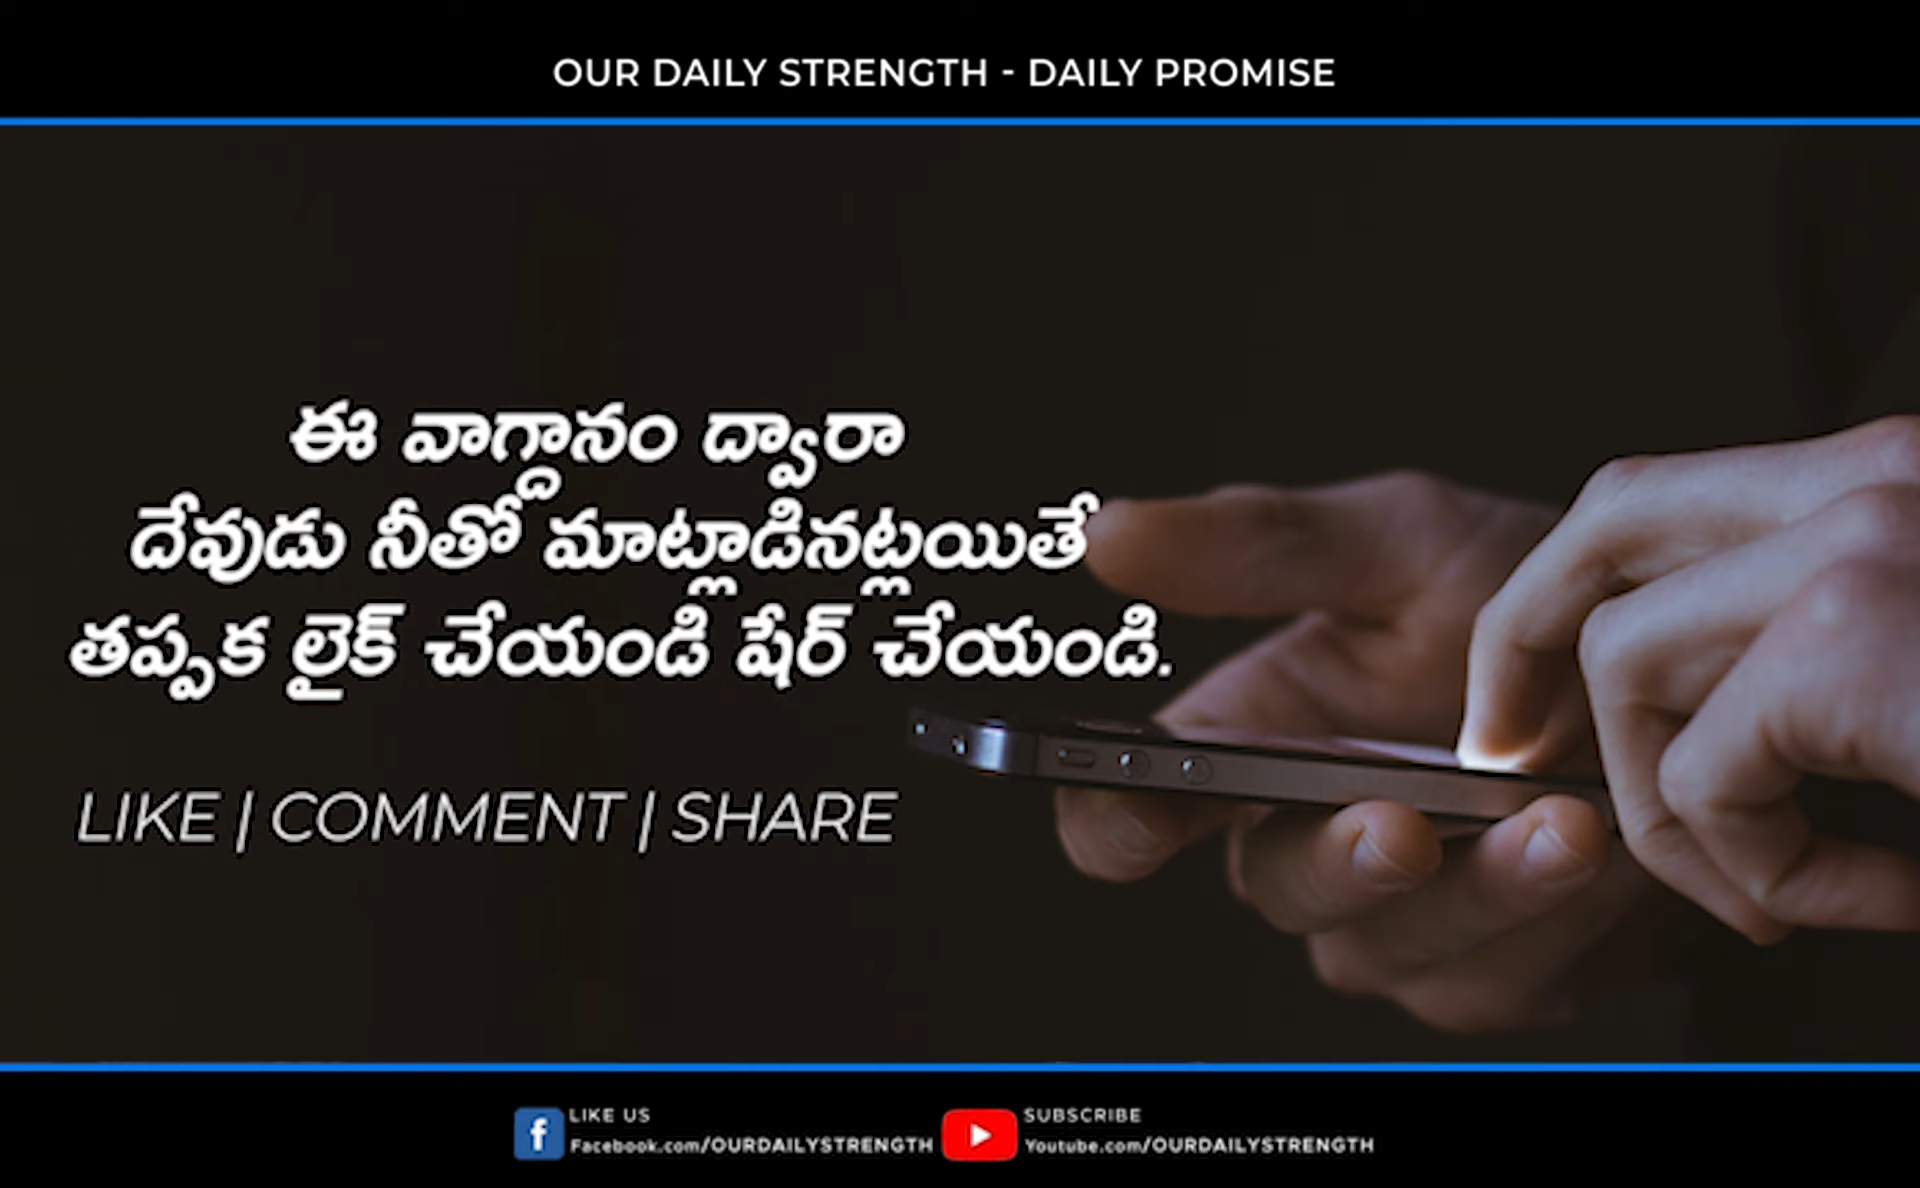 OUR DAILY STRENGTH - DAILY PROMISE
ఈ వాగ్దానం ద్వారా
దేవుడు నీతో మాట్లాడినట్లయితే
తప్పక లైక్ చేయండి షేర్ చేయండి.
LIKE | COMMENT | SHARE
LIKE US
Facebook.com/OURDAILYSTRENGTH
SUBSCRIBE
Youtube.com/OURDAILYSTRENGTH